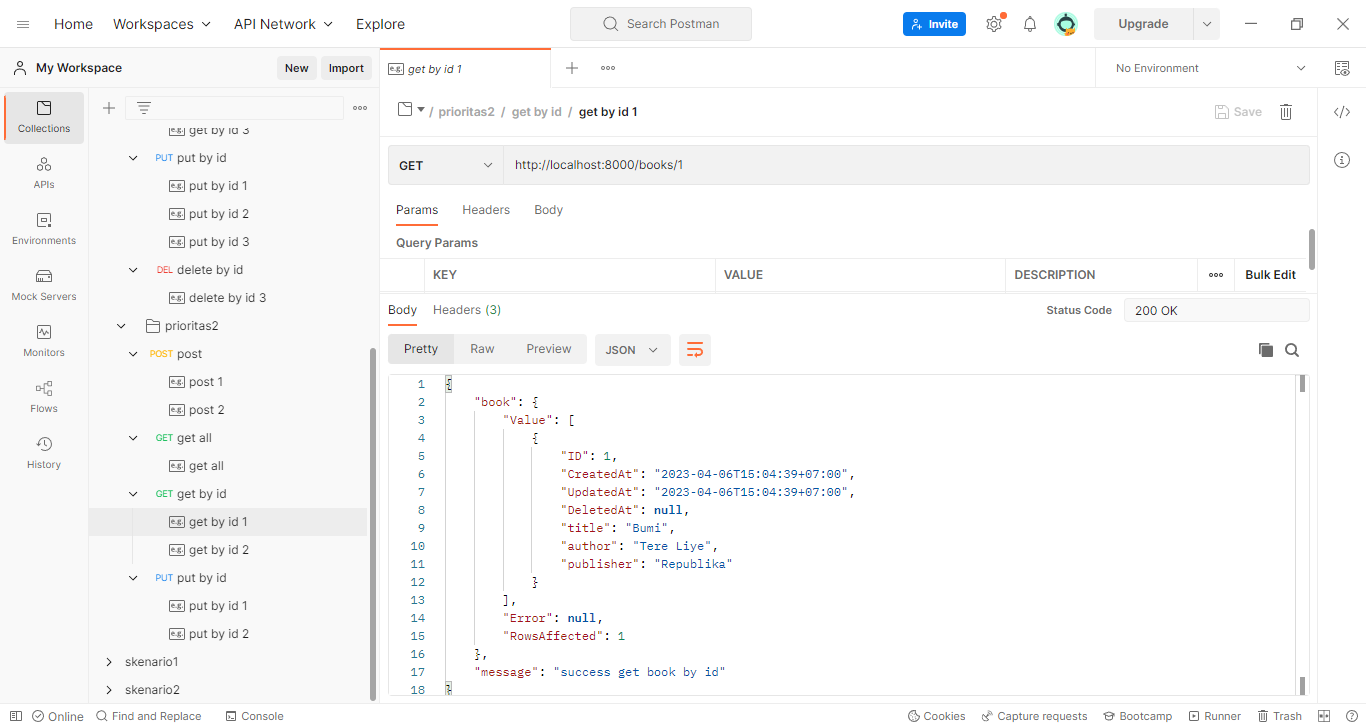 Home Workspaces API Network Explore Search Postman Invite Upgrade
My Workspace New Import
e.g. get by id 1 No Environment
Collections
APIs
Environments
Mock Servers
Monitors
Flows
History
e.g. get by id 3
PUT put by id
e.g. put by id 1
e.g. put by id 2
e.g. put by id 3
DEL delete by id
e.g. delete by id 3
prioritas2
POST post
e.g. post 1
e.g. post 2
GET get all
e.g. get all
GET get by id
e.g. get by id 1
e.g. get by id 2
PUT put by id
e.g. put by id 1
e.g. put by id 2
skenario1
skenario2
/ prioritas2 / get by id / get by id 1 Save
GET http://localhost:8000/books/1
Params Headers Body
Query Params
KEY VALUE DESCRIPTION Bulk Edit
Body Headers (3) Status Code 200 OK
Pretty Raw Preview JSON
1 {
2 "book": {
3 "Value": [
4 {
5 "ID": 1,
6 "CreatedAt": "2023-04-06T15:04:39+07:00",
7 "UpdatedAt": "2023-04-06T15:04:39+07:00",
8 "DeletedAt": null,
9 "title": "Bumi",
10 "author": "Tere Liye",
11 "publisher": "Republika"
12 }
13 ],
14 "Error": null,
15 "RowsAffected": 1
16 },
17 "message": "success get book by id"
18 }
Online Find and Replace Console Cookies Capture requests Bootcamp Runner Trash